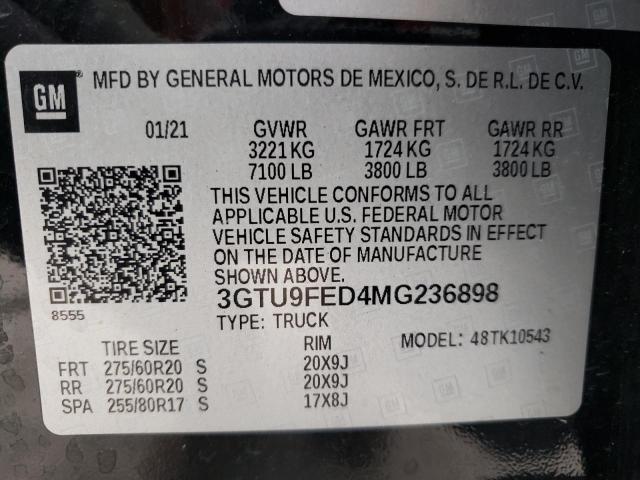 GM ® MFD BY GENERAL MOTORS DE MEXICO, S. DE R.L. DE C.V.
01/21 GVWR GAWR FRT GAWR RR
3221 KG 1724 KG 1724 KG
7100 LB 3800 LB 3800 LB
THIS VEHICLE CONFORMS TO ALL
APPLICABLE U.S. FEDERAL MOTOR
VEHICLE SAFETY STANDARDS IN EFFECT
ON THE DATE OF MANUFACTURE
SHOWN ABOVE.
8555
3GTU9FED4MG236898
TYPE: TRUCK
MODEL: 48TK10543
TIRE SIZE RIM
FRT 275/60R20 S 20X9J
RR 275/60R20 S 20X9J
SPA 255/80R17 S 17X8J